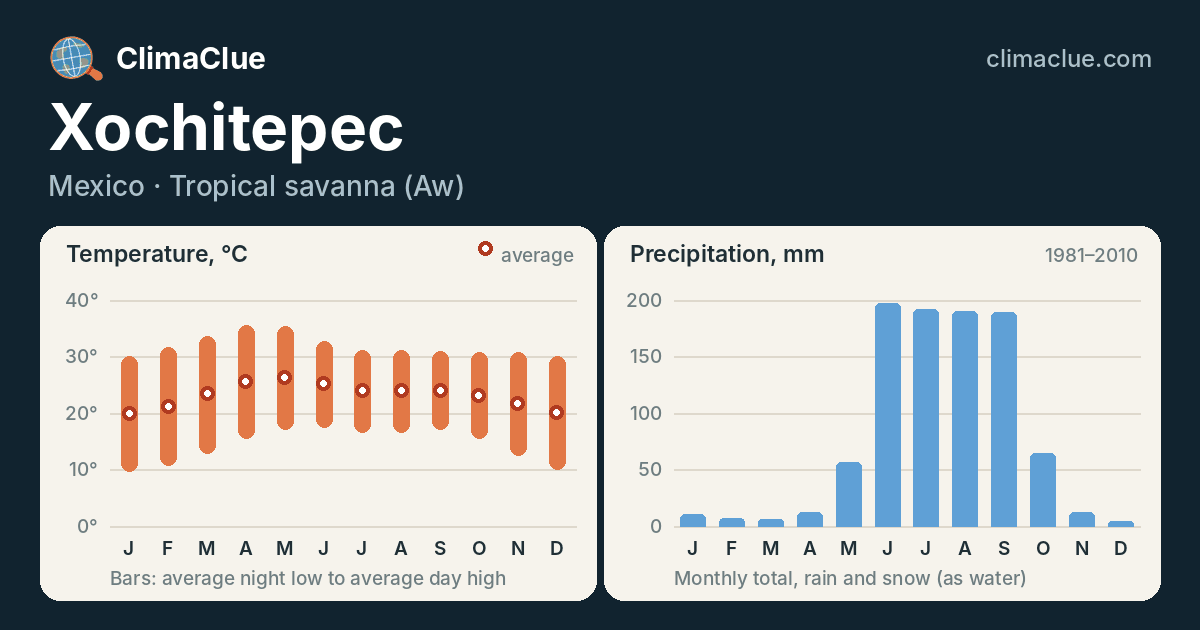 ClimaClue
climaclue.com
Xochitepec
Mexico · Tropical savanna (Aw)
Temperature, °C
average
40°
30°
20°
10°
0°
J F M A M J J A S O N D
Bars: average night low to average day high
Precipitation, mm
1981–2010
200
150
100
50
0
J F M A M J J A S O N D
Monthly total, rain and snow (as water)